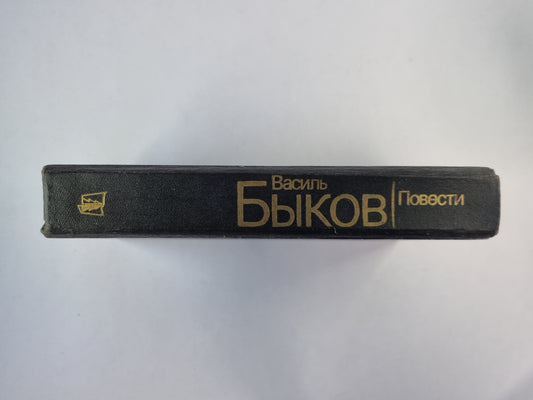 Василь
Быков
Повести